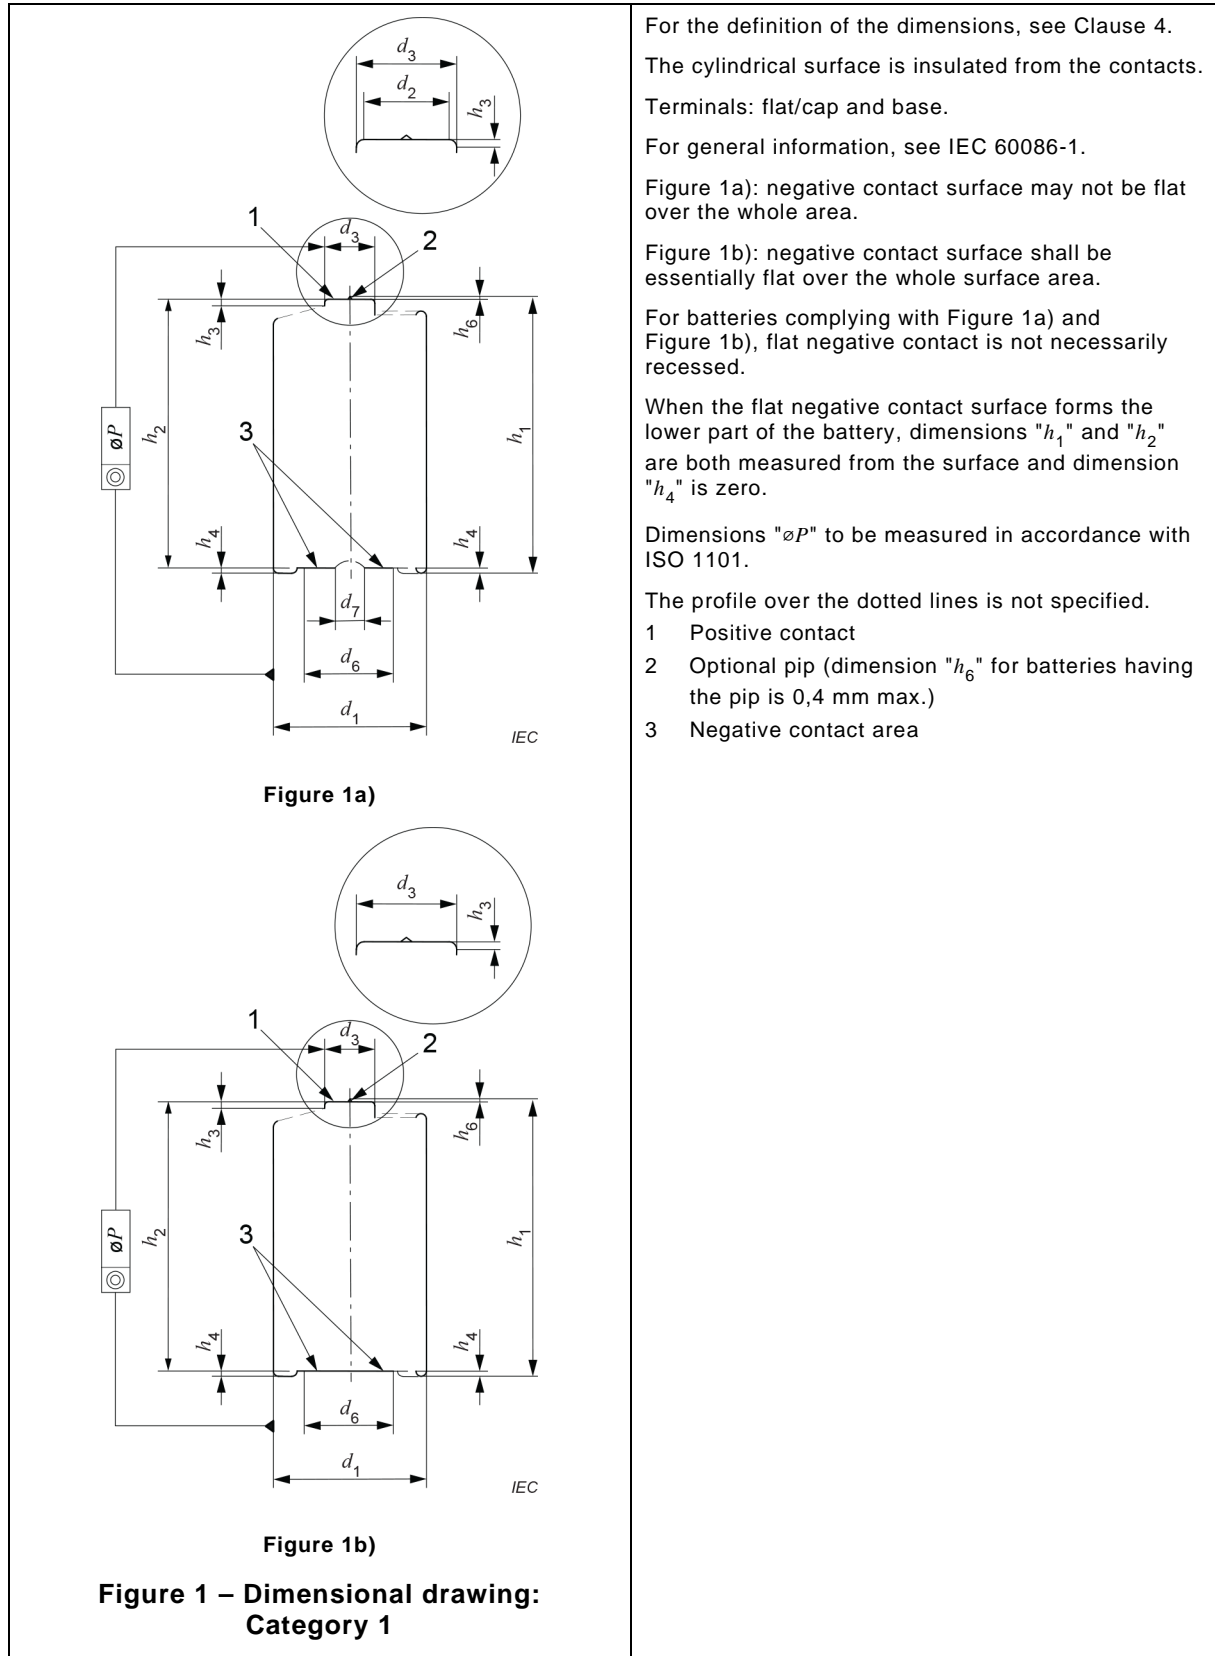 d3
d2
h3
1
d3
2
h3
h6
øP
h2
3
h1
h4
h4
d7
d6
d1
IEC
Figure 1a)
d3
h3
1
d3
2
h3
h6
øP
h2
3
h1
h4
h4
d6
d1
IEC
Figure 1b)
Figure 1 – Dimensional drawing:
Category 1
For the definition of the dimensions, see Clause 4.
The cylindrical surface is insulated from the contacts.
Terminals: flat/cap and base.
For general information, see IEC 60086-1.
Figure 1a): negative contact surface may not be flat
over the whole area.
Figure 1b): negative contact surface shall be
essentially flat over the whole surface area.
For batteries complying with Figure 1a) and
Figure 1b), flat negative contact is not necessarily
recessed.
When the flat negative contact surface forms the
lower part of the battery, dimensions "h1" and "h2"
are both measured from the surface and dimension
"h4" is zero.
Dimensions "⌀P" to be measured in accordance with
ISO 1101.
The profile over the dotted lines is not specified.
1 Positive contact
2 Optional pip (dimension "h6" for batteries having
the pip is 0,4 mm max.)
3 Negative contact area